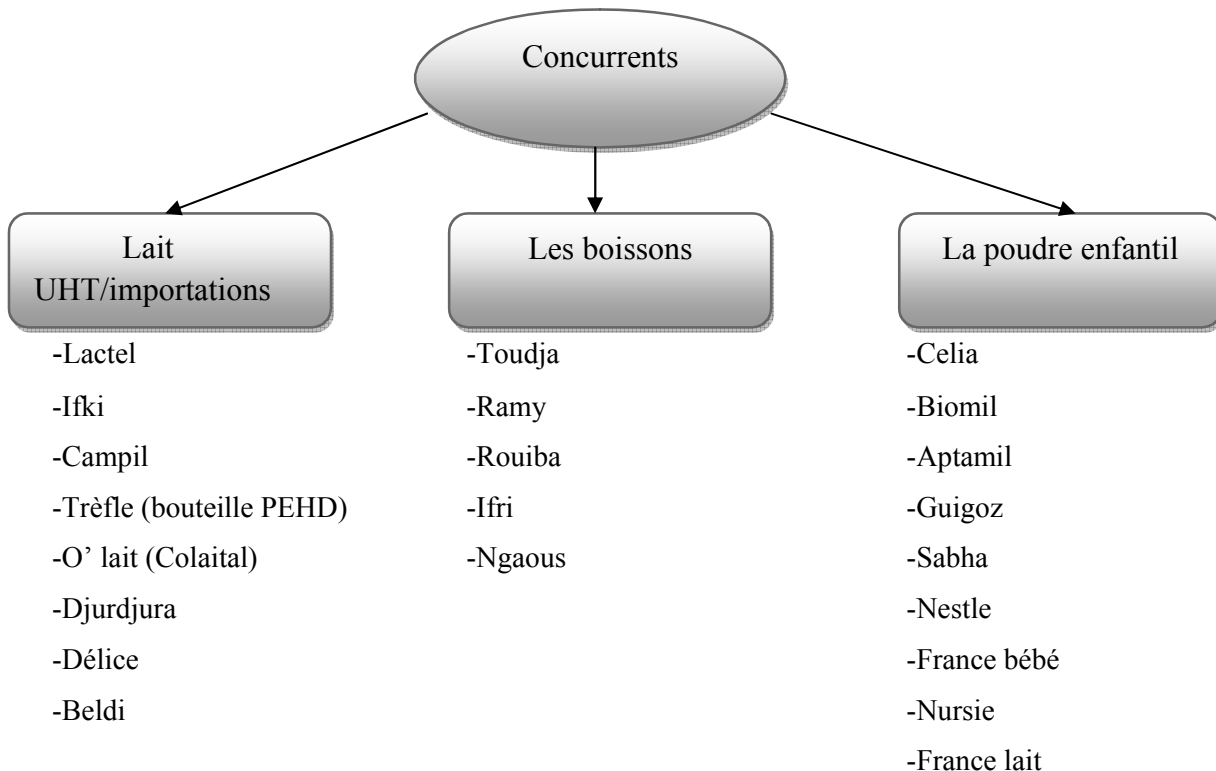 Concurrents
Lait
UHT/importations
-Lactel
-Ifki
-Campil
-Trèfle (bouteille PEHD)
-O’ lait (Colaital)
-Djurdjura
-Délice
-Beldi
Les boissons
-Toudja
-Ramy
-Rouiba
-Ifri
-Ngaous
La poudre enfantil
-Celia
-Biomil
-Aptamil
-Guigoz
-Sabha
-Nestle
-France bébé
-Nursie
-France lait